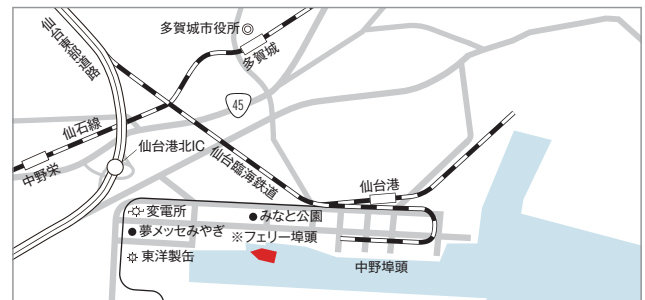 多賀城市役所
仙台東部道路
多賀城
45
仙石線
仙台港北IC
中野栄
仙台臨海鉄道
仙台港
変電所
みなと公園
夢メッセみやぎ
※フェリー埠頭
東洋製缶
中野埠頭